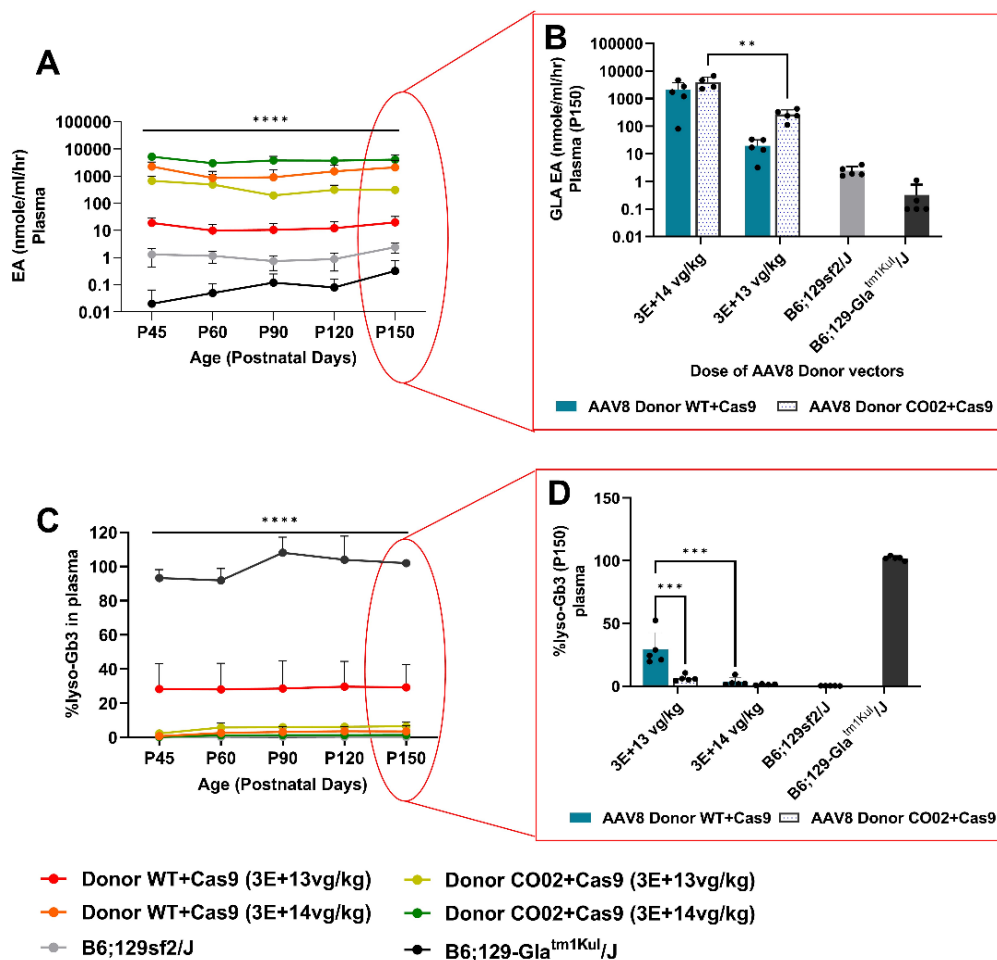 A
EA (nmole/ml/hr)
Plasma
100000
10000
1000
100
10
1
0.1
0.01
****
P45 P60 P90 P120 P150
Age (Postnatal Days)
B
GLA EA (nmole/ml/hr)
Plasma (P150)
100000
10000
1000
100
10
1
0.1
0.01
**
3E+14 vg/kg
3E+13 vg/kg
B6;129sf2/J
B6;129-Gla^tm1Kul/J
Dose of AAV8 Donor vectors
AAV8 Donor WT+Cas9 AAV8 Donor CO02+Cas9
C
%lyso-Gb3 in plasma
120
100
80
60
40
20
0
****
P45 P60 P90 P120 P150
Age (Postnatal Days)
D
%lyso-Gb3 (P150)
plasma
150
100
50
0
***
***
3E+13 vg/kg
3E+14 vg/kg
B6;129sf2/J
B6;129-Gla^tm1Kul/J
AAV8 Donor WT+Cas9 AAV8 Donor CO02+Cas9
Donor WT+Cas9 (3E+13vg/kg) Donor CO02+Cas9 (3E+13vg/kg)
Donor WT+Cas9 (3E+14vg/kg) Donor CO02+Cas9 (3E+14vg/kg)
B6;129sf2/J B6;129-Gla^tm1Kul/J